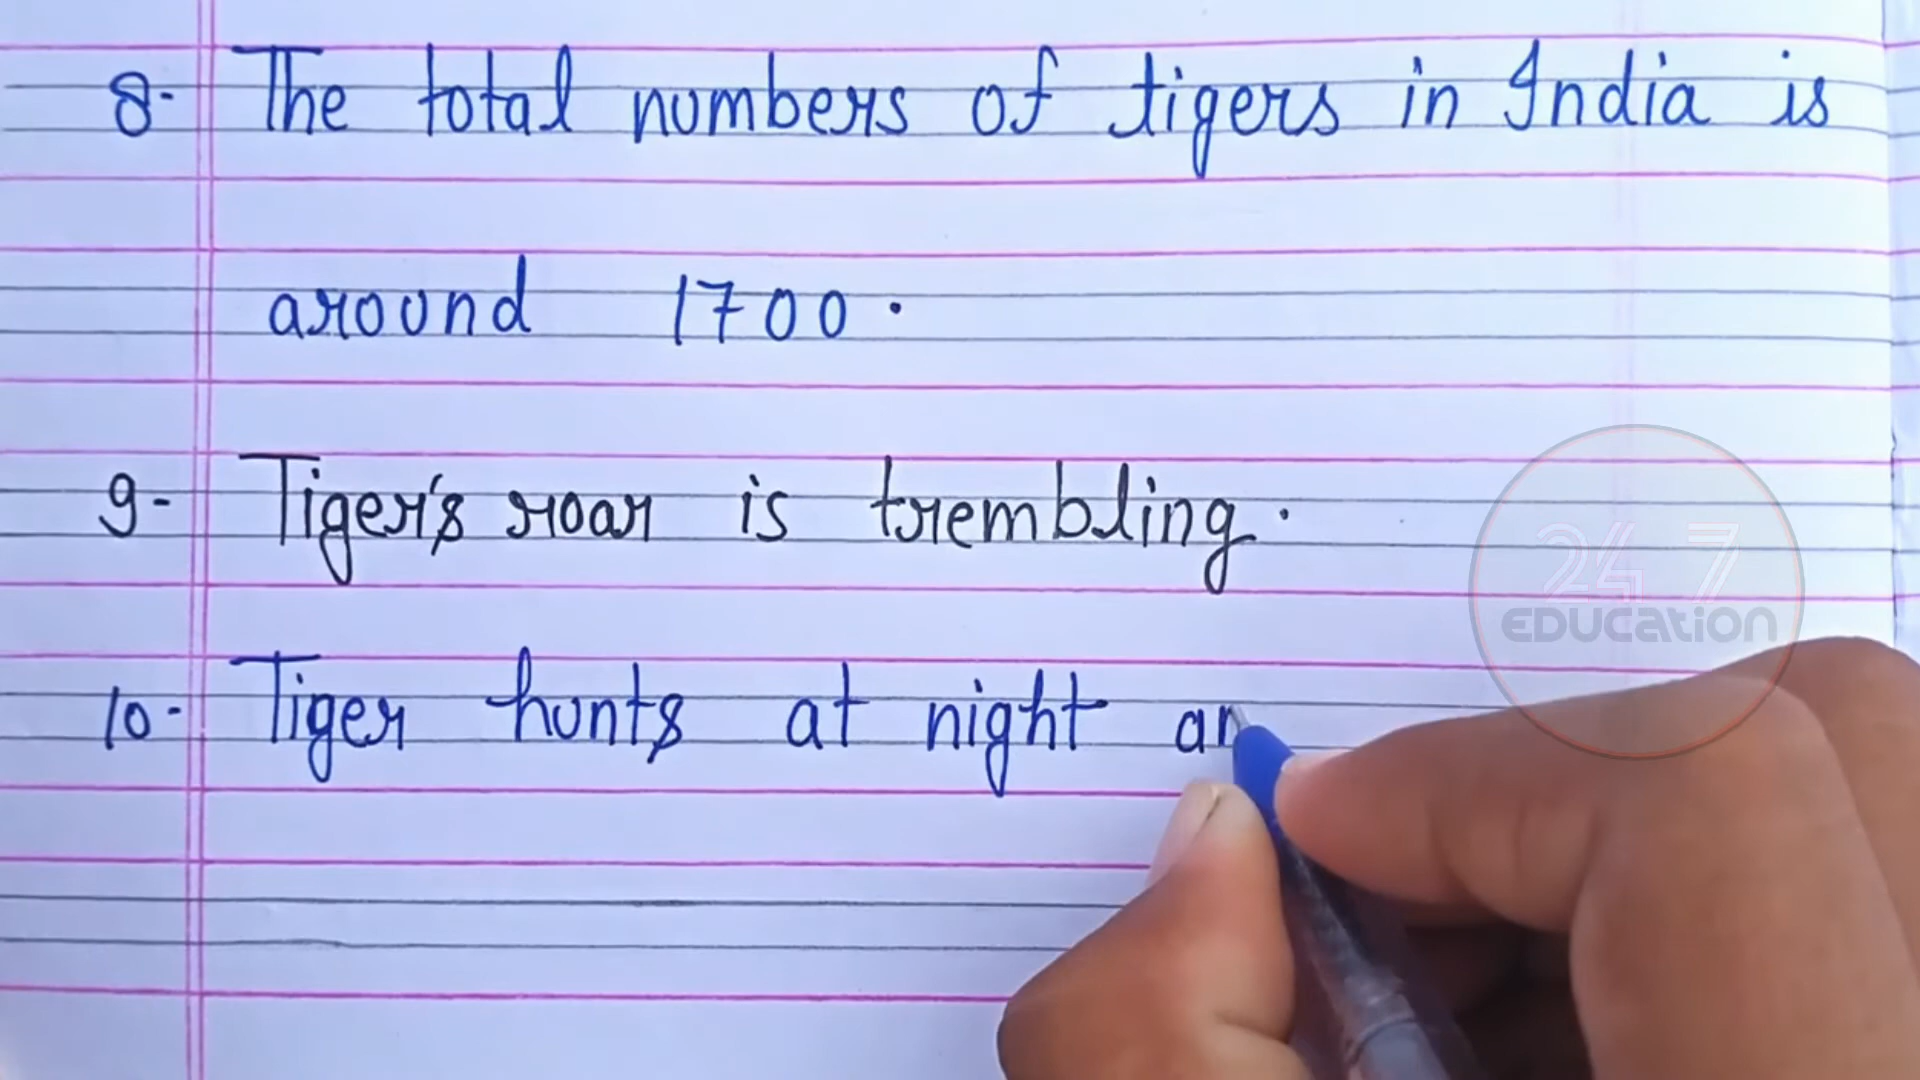 8- The total numbers of tigers in India is
around 1700.
9- Tiger's roar is trembling.
10- Tiger hunts at night an
24 7
EDUCATION